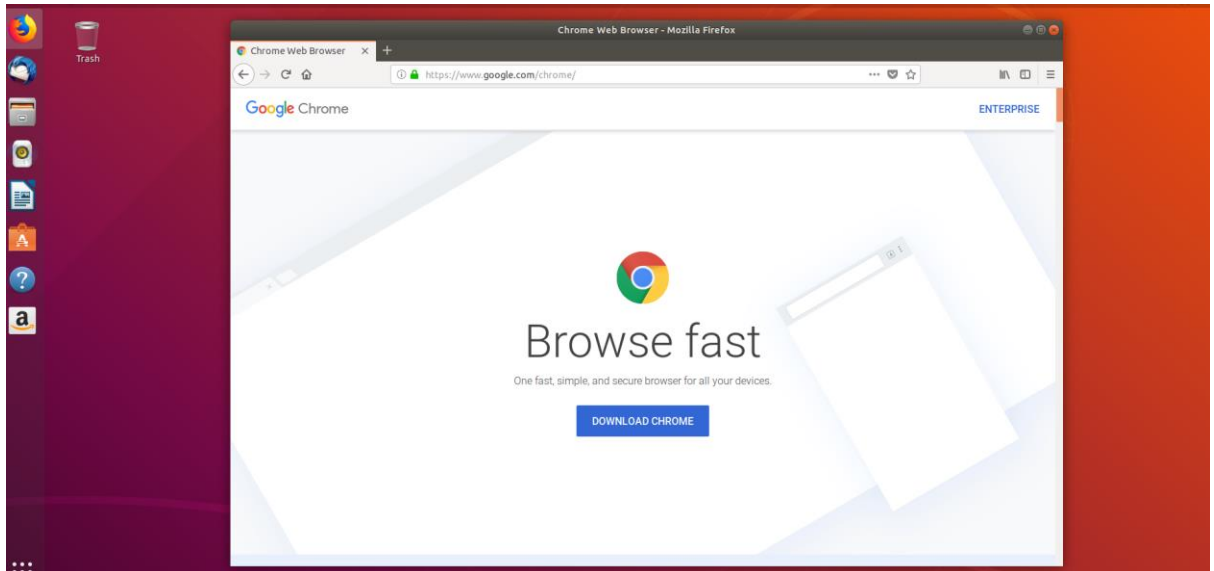 Trash
Chrome Web Browser - Mozilla Firefox
Chrome Web Browser
https://www.google.com/chrome/
Google Chrome
ENTERPRISE
Browse fast
One fast, simple, and secure browser for all your devices.
DOWNLOAD CHROME